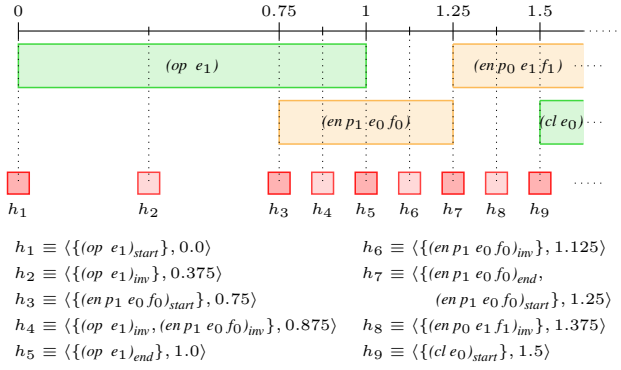 0 0.75 1 1.25 1.5
(op e₁) (en p₀ e₁ f₁)
(en p₁ e₀ f₀) (cl e₀)
h₁ h₂ h₃ h₄ h₅ h₆ h₇ h₈ h₉
h₁ ≡ ⟨{(op e₁)start}, 0.0⟩
h₂ ≡ ⟨{(op e₁)inv}, 0.375⟩
h₃ ≡ ⟨{(en p₁ e₀ f₀)start}, 0.75⟩
h₄ ≡ ⟨{(op e₁)inv, (en p₁ e₀ f₀)inv}, 0.875⟩
h₅ ≡ ⟨{(op e₁)end}, 1.0⟩
h₆ ≡ ⟨{(en p₁ e₀ f₀)inv}, 1.125⟩
h₇ ≡ ⟨{(en p₁ e₀ f₀)end,
(en p₁ e₀ f₀)start}, 1.25⟩
h₈ ≡ ⟨{(en p₀ e₁ f₁)inv}, 1.375⟩
h₉ ≡ ⟨{(cl e₀)start}, 1.5⟩